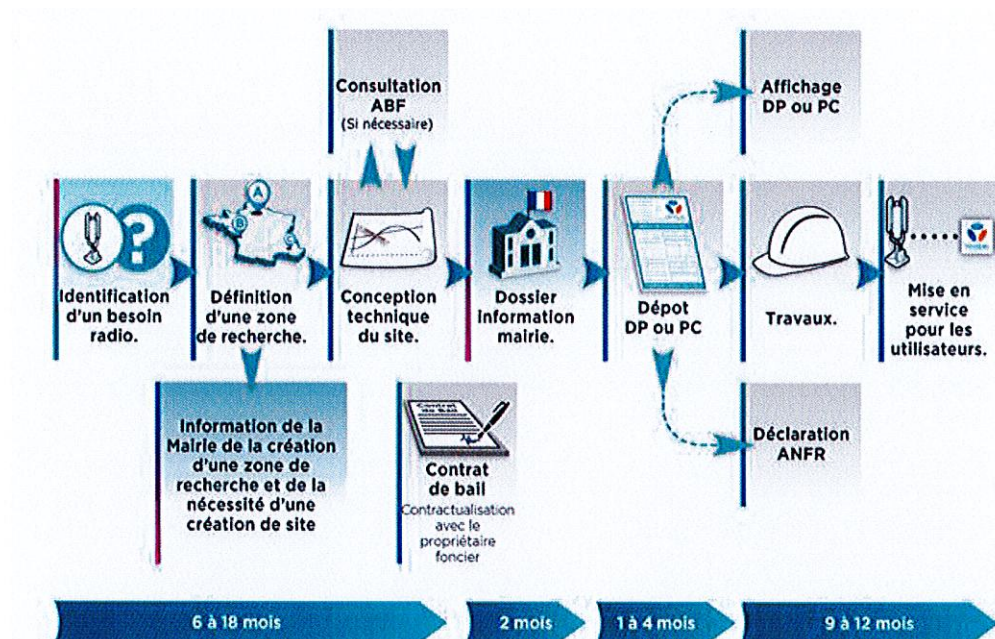 Consultation
ABF
(Si nécessaire)
Affichage
DP ou PC
A
B
C
?
Identification
d'un besoin
radio.
Définition
d'une zone
de recherche.
Conception
technique
du site.
Dossier
Information
mairie.
Dépot
DP ou PC
Travaux.
Mise en
service
pour les
utilisateurs.
Information de la
Mairie de la création
d'une zone de
recherche et de la
nécessité d'une
création de site
Contrat
de Bail
Contrat
de bail
Contractualisation
avec le
propriétaire
foncier
Déclaration
ANFR
6 à 18 mois
2 mois
1 à 4 mois
9 à 12 mois